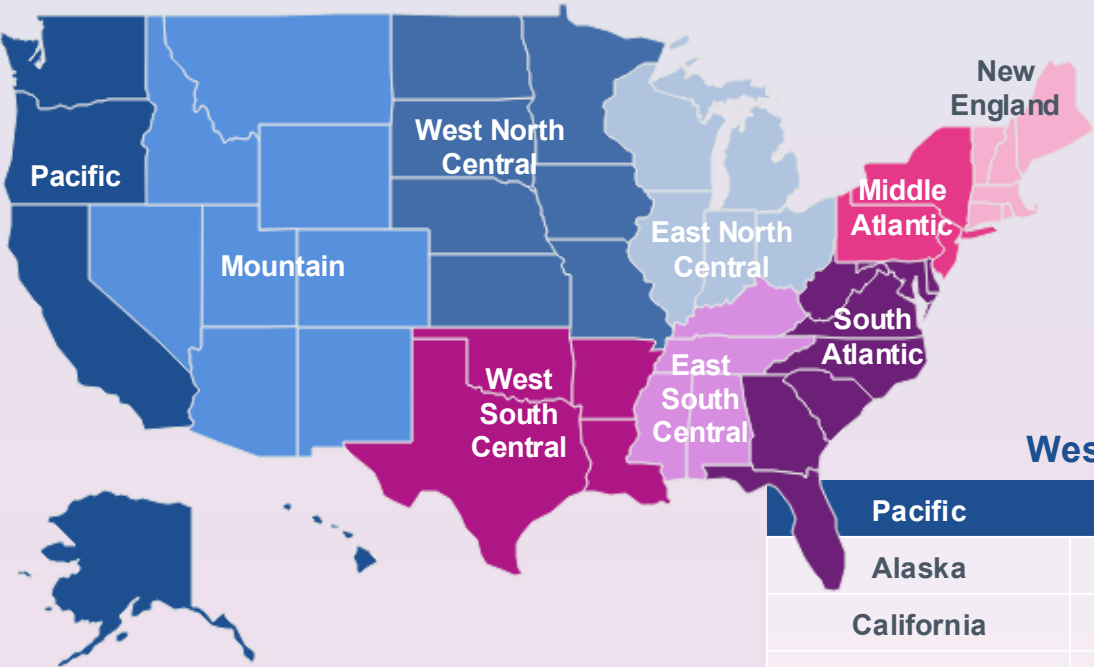 New
England
West North
Central
Pacific
Middle
Atlantic
East North
Central
Mountain
South
Atlantic
East
South
Central
West
South
Central
Wes
Pacific
Alaska
California